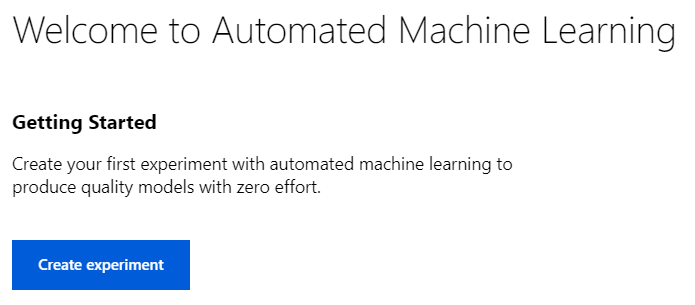 Welcome to Automated Machine Learning
Getting Started
Create your first experiment with automated machine learning to
produce quality models with zero effort.
Create experiment